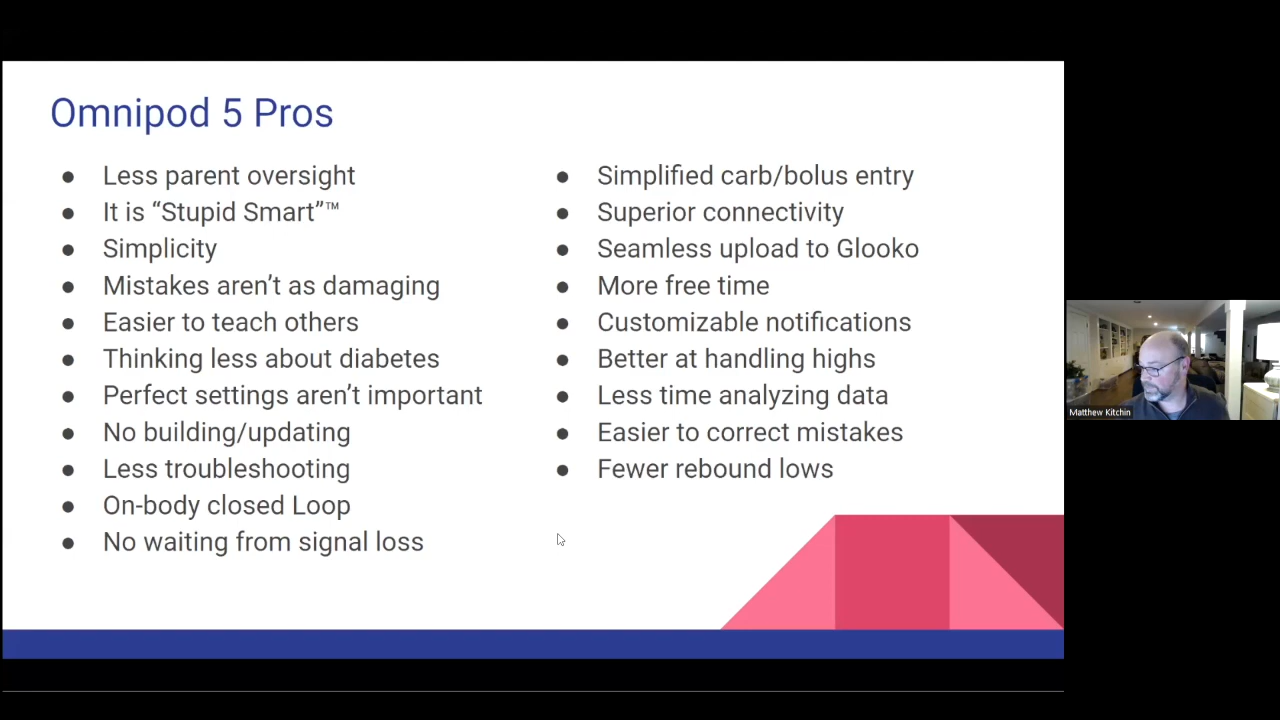 Omnipod 5 Pros
● Less parent oversight
● It is “Stupid Smart”™
● Simplicity
● Mistakes aren’t as damaging
● Easier to teach others
● Thinking less about diabetes
● Perfect settings aren’t important
● No building/updating
● Less troubleshooting
● On-body closed Loop
● No waiting from signal loss
● Simplified carb/bolus entry
● Superior connectivity
● Seamless upload to Glooko
● More free time
● Customizable notifications
● Better at handling highs
● Less time analyzing data
● Easier to correct mistakes
● Fewer rebound lows
Matthew Kitchin